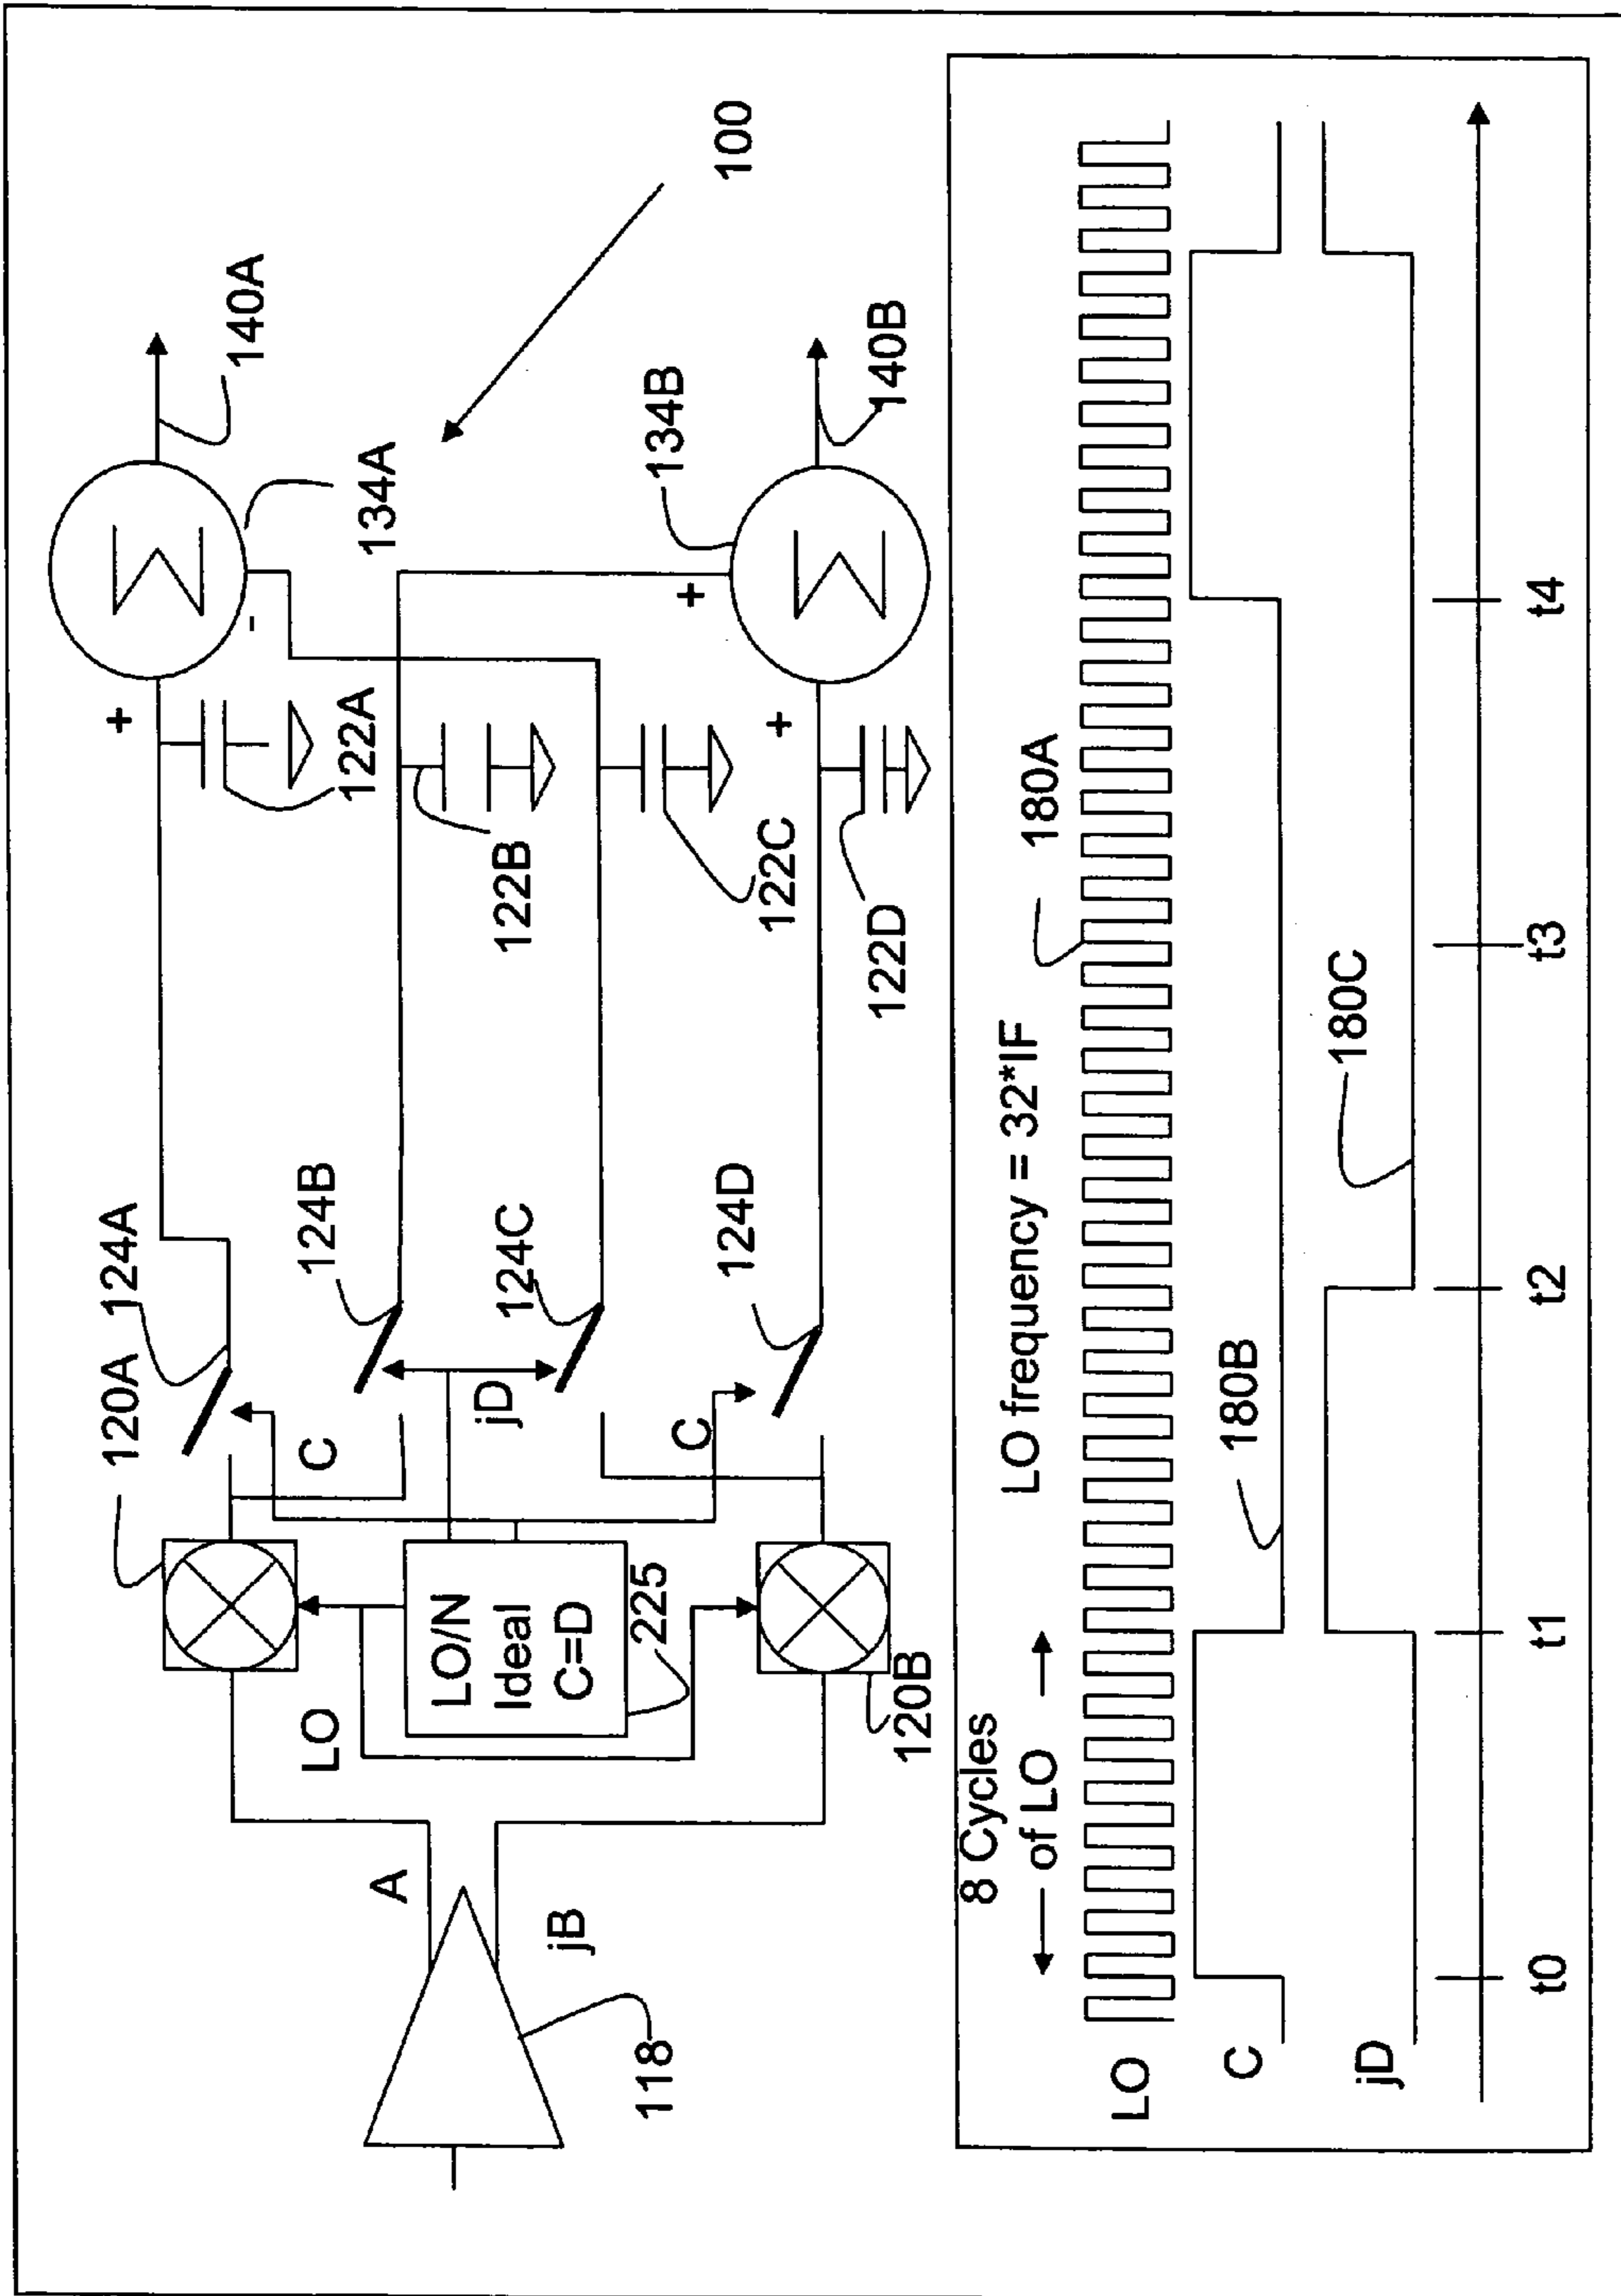 100
140A
134A
+
-
122A
122B
122C
122D
+
+
134B
140B
124A
124B
124C
124D
120A
C
jD
C
LO/N
Ideal
C=D
225
LO
120B
A
jB
118
8 Cycles
of LO
LO frequency = 32*IF
180A
LO
180B
C
180C
jD
t0
t1
t2
t3
t4